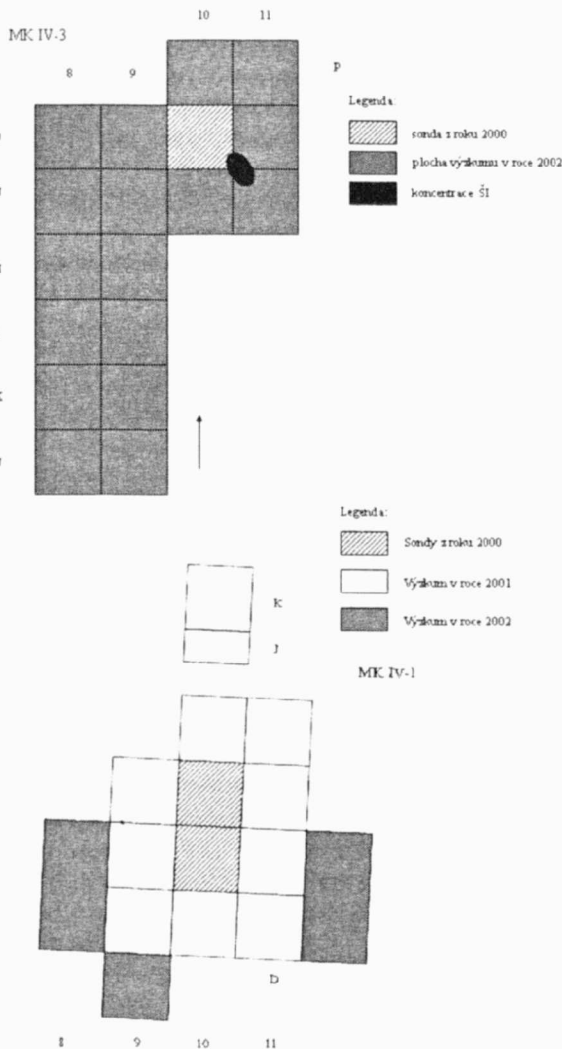 10 11
MK IV-3
8 9
P
Legenda:
sonda z roku 2000
plocha výzkumu v roce 2002
koncentrace ŠI
Legenda:
Sondy z roku 2000
Výzkum v roce 2001
Výzkum v roce 2002
K
J
MK IV-1
D
8 9 10 11